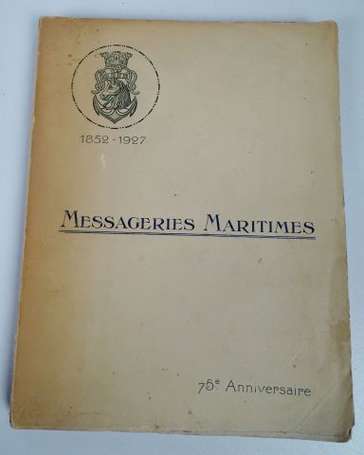 1852 - 1927
MESSAGERIES MARITIMES
75e Anniversaire